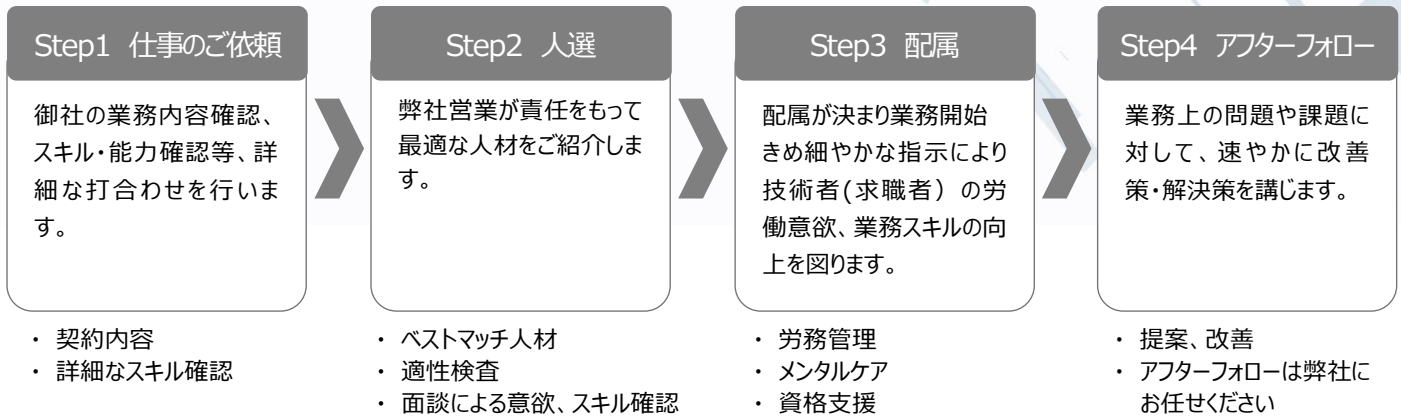 Step1 仕事のご依頼
御社の業務内容確認、
スキル・能力確認等、詳
細な打合わせを行いま
す。
・ 契約内容
・ 詳細なスキル確認
Step2 人選
弊社営業が責任をもって
最適な人材をご紹介しま
す。
・ ベストマッチ人材
・ 適性検査
・ 面談による意欲、スキル確認
Step3 配属
配属が決まり業務開始
きめ細やかな指示により
技術者(求職者）の労
働意欲、業務スキルの向
上を図ります。
・ 労務管理
・ メンタルケア
・ 資格支援
Step4 アフターフォロー
業務上の問題や課題に
対して、速やかに改善
策・解決策を講じます。
・ 提案、改善
・ アフターフォローは弊社に
お任せください